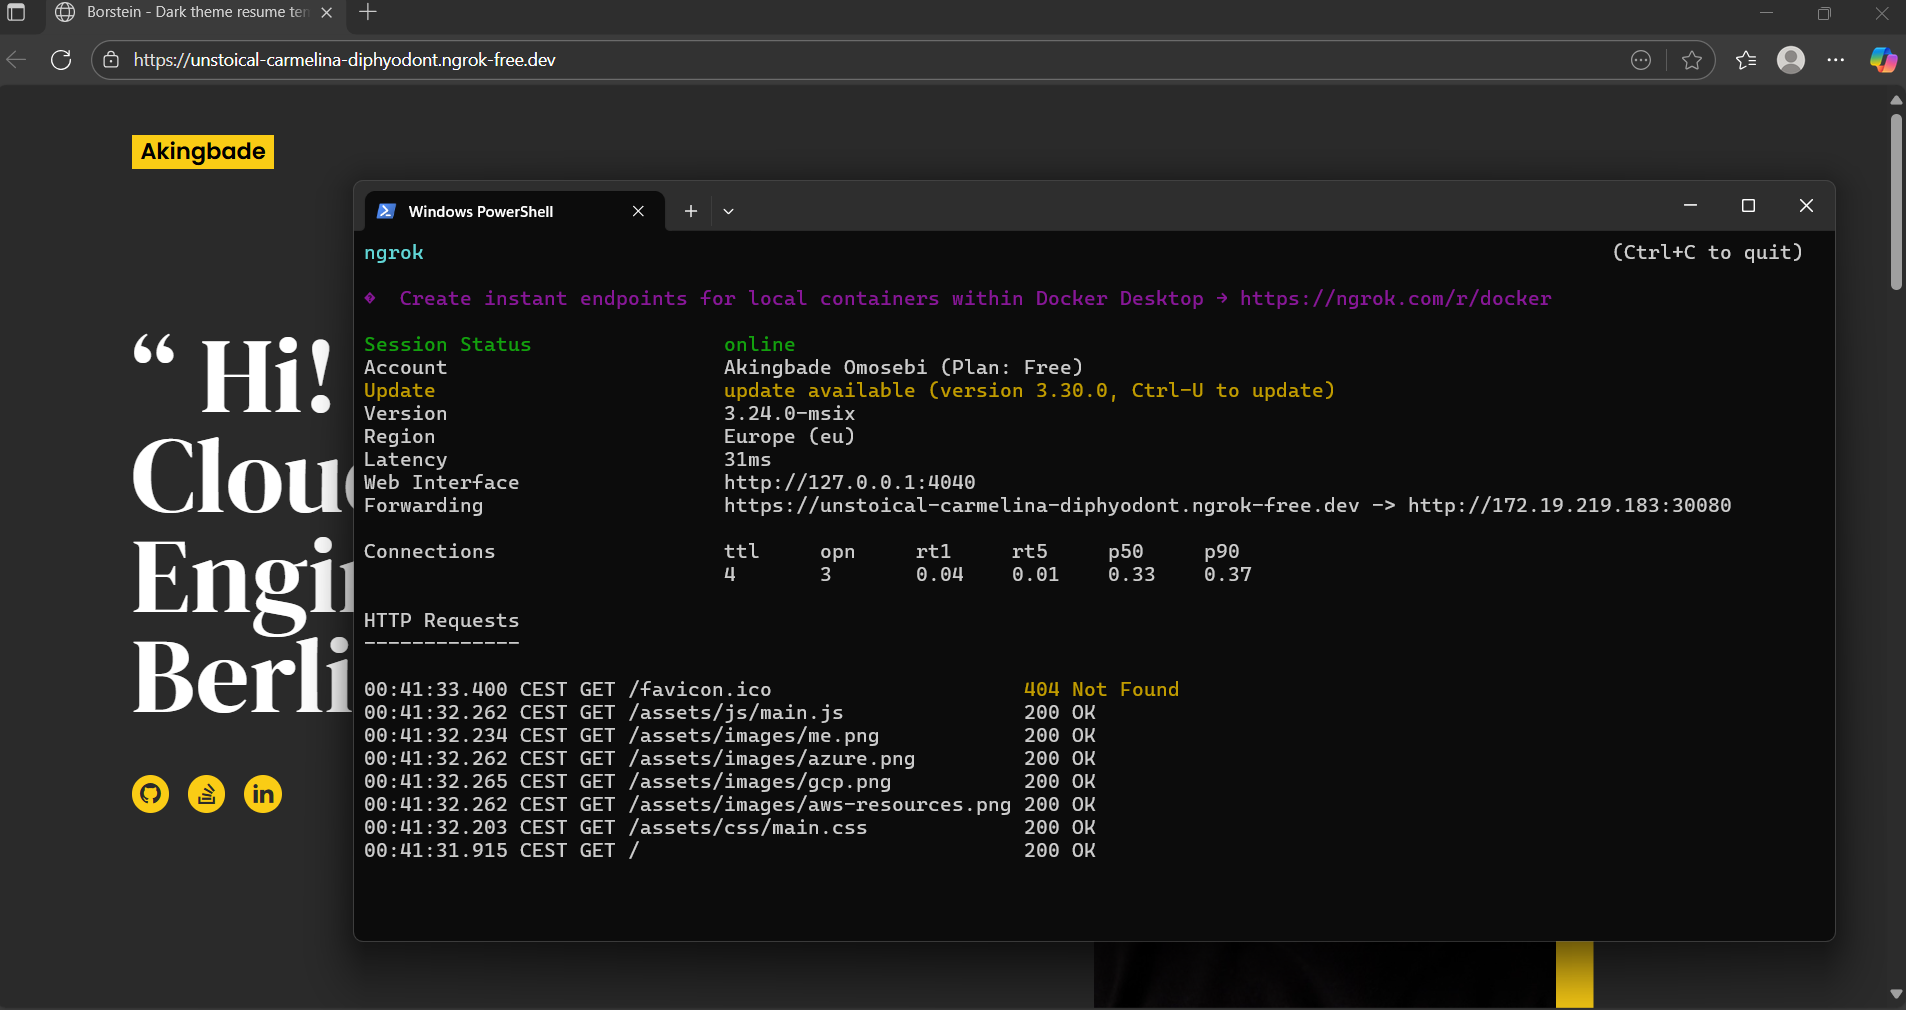 Borstein - Dark theme resume ten
https://unstoical-carmelina-diphyodont.ngrok-free.dev
Akingbade
“ Hi!
Cloud
Engin
Berli
in
Windows PowerShell
ngrok (Ctrl+C to quit)
� Create instant endpoints for local containers within Docker Desktop → https://ngrok.com/r/docker
Session Status online
Account Akingbade Omosebi (Plan: Free)
Update update available (version 3.30.0, Ctrl-U to update)
Version 3.24.0-msix
Region Europe (eu)
Latency 31ms
Web Interface http://127.0.0.1:4040
Forwarding https://unstoical-carmelina-diphyodont.ngrok-free.dev -> http://172.19.219.183:30080
Connections ttl opn rt1 rt5 p50 p90
4 3 0.04 0.01 0.33 0.37
HTTP Requests
-------------
00:41:33.400 CEST GET /favicon.ico 404 Not Found
00:41:32.262 CEST GET /assets/js/main.js 200 OK
00:41:32.234 CEST GET /assets/images/me.png 200 OK
00:41:32.262 CEST GET /assets/images/azure.png 200 OK
00:41:32.265 CEST GET /assets/images/gcp.png 200 OK
00:41:32.262 CEST GET /assets/images/aws-resources.png 200 OK
00:41:32.203 CEST GET /assets/css/main.css 200 OK
00:41:31.915 CEST GET / 200 OK